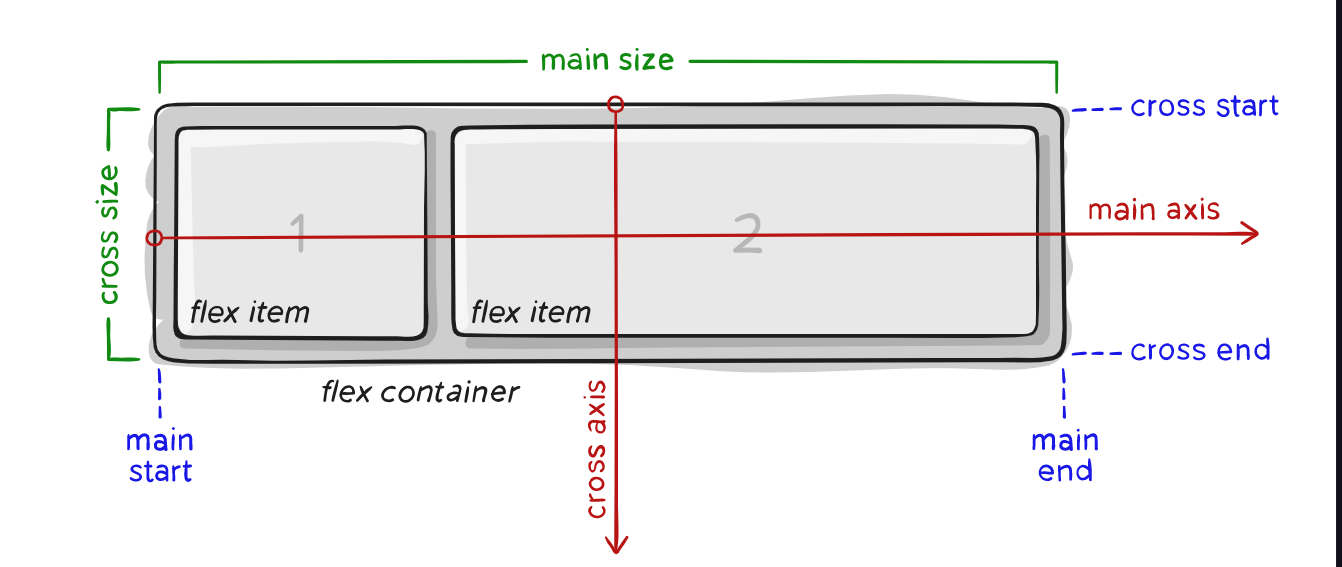 main size
cross start
cross size
main axis
1
2
flex item
flex item
cross end
flex container
cross axis
main
start
main
end